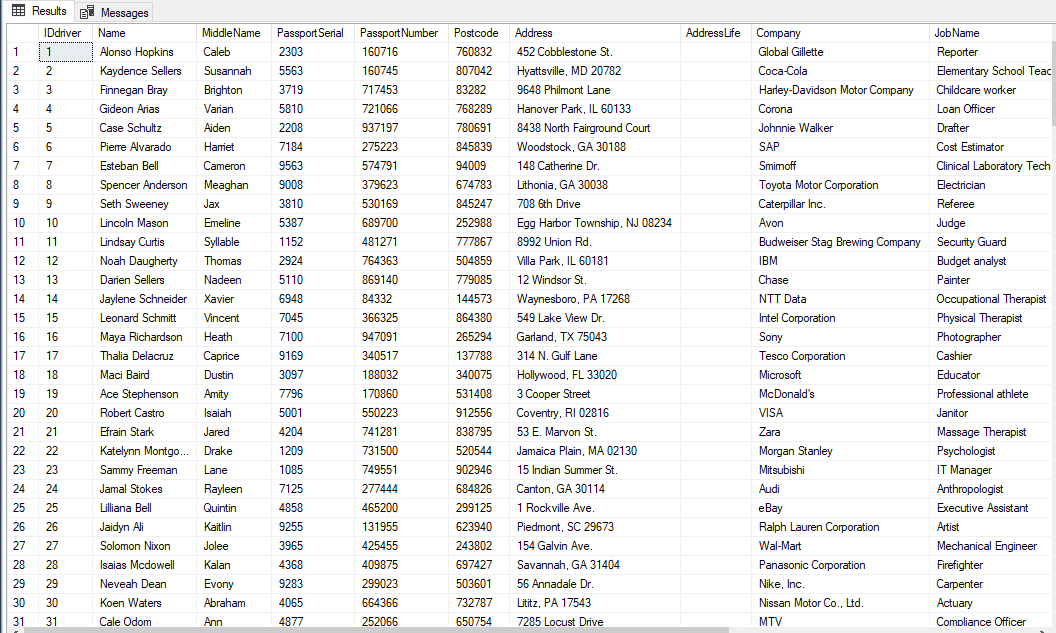 Results Messages
IDdriver Name MiddleName PassportSerial PassportNumber Postcode Address AddressLife Company JobName
1 1 Alonso Hopkins Caleb 2303 160716 760832 452 Cobblestone St. Global Gillette Reporter
2 2 Kaydence Sellers Susannah 5563 160745 807042 Hyattsville, MD 20782 Coca-Cola Elementary School Teac
3 3 Finnegan Bray Brighton 3719 717453 83282 9648 Philmont Lane Harley-Davidson Motor Company Childcare worker
4 4 Gideon Arias Varian 5810 721066 768289 Hanover Park, IL 60133 Corona Loan Officer
5 5 Case Schultz Aiden 2208 937197 780691 8438 North Fairground Court Johnnie Walker Drafter
6 6 Pierre Alvarado Harriet 7184 275223 845839 Woodstock, GA 30188 SAP Cost Estimator
7 7 Esteban Bell Cameron 9563 574791 94009 148 Catherine Dr. Smirnoff Clinical Laboratory Techi
8 8 Spencer Anderson Meaghan 9008 379623 674783 Lithonia, GA 30038 Toyota Motor Corporation Electrician
9 9 Seth Sweeney Jax 3810 530169 845247 708 6th Drive Caterpillar Inc. Referee
10 10 Lincoln Mason Emeline 5387 689700 252988 Egg Harbor Township, NJ 08234 Avon Judge
11 11 Lindsay Curtis Syllable 1152 481271 777867 8992 Union Rd. Budweiser Stag Brewing Company Security Guard
12 12 Noah Daugherty Thomas 2924 764363 504859 Villa Park, IL 60181 IBM Budget analyst
13 13 Darien Sellers Nadeen 5110 869140 779085 12 Windsor St. Chase Painter
14 14 Jaylene Schneider Xavier 6948 84332 144573 Waynesboro, PA 17268 NTT Data Occupational Therapist
15 15 Leonard Schmitt Vincent 7045 366325 864380 549 Lake View Dr. Intel Corporation Physical Therapist
16 16 Maya Richardson Heath 7100 947091 265294 Garland, TX 75043 Sony Photographer
17 17 Thalia Delacruz Caprice 9169 340517 137788 314 N. Gulf Lane Tesco Corporation Cashier
18 18 Maci Baird Dustin 3097 188032 340075 Hollywood, FL 33020 Microsoft Educator
19 19 Ace Stephenson Amity 7796 170860 531408 3 Cooper Street McDonald's Professional athlete
20 20 Robert Castro Isaiah 5001 550223 912556 Coventry, RI 02816 VISA Janitor
21 21 Efrain Stark Jared 4204 741281 838795 53 E. Marvon St. Zara Massage Therapist
22 22 Katelynn Montgo... Drake 1209 731500 520544 Jamaica Plain, MA 02130 Morgan Stanley Psychologist
23 23 Sammy Freeman Lane 1085 749551 902946 15 Indian Summer St. Mitsubishi IT Manager
24 24 Jamal Stokes Rayleen 7125 277444 684826 Canton, GA 30114 Audi Anthropologist
25 25 Lilliana Bell Quintin 4858 465200 299125 1 Rockville Ave. eBay Executive Assistant
26 26 Jaidyn Ali Kaitlin 9255 131955 623940 Piedmont, SC 29673 Ralph Lauren Corporation Artist
27 27 Solomon Nixon Jolee 3965 425455 243802 154 Galvin Ave. Wal-Mart Mechanical Engineer
28 28 Isaias Mcdowell Kalan 4368 409875 697427 Savannah, GA 31404 Panasonic Corporation Firefighter
29 29 Neveah Dean Evony 9283 299023 503601 56 Annadale Dr. Nike, Inc. Carpenter
30 30 Koen Waters Abraham 4065 664366 732787 Lititz, PA 17543 Nissan Motor Co., Ltd. Actuary
31 31 Cale Odom Ann 4877 252066 650754 7285 Locust Drive MTV Compliance Officer